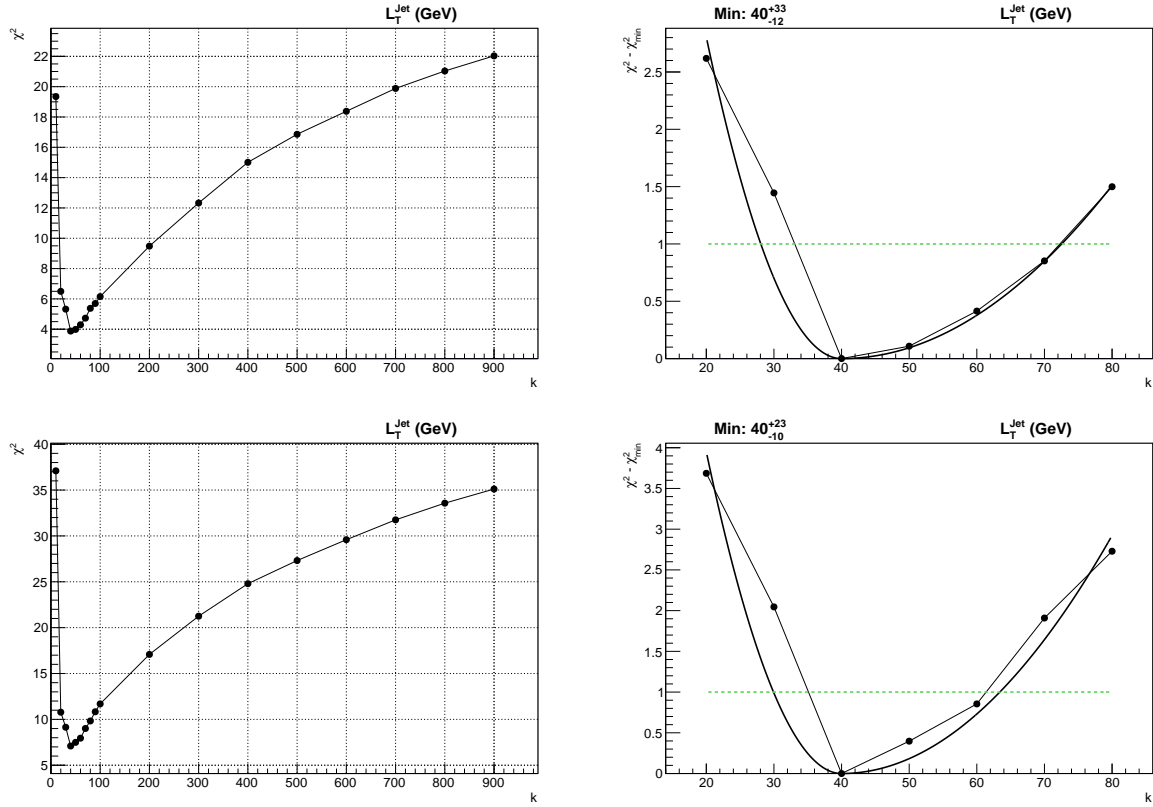 L_T^Jet (GeV)
χ²
22
20
18
16
14
12
10
8
6
4
0 100 200 300 400 500 600 700 800 900
k
Min: 40 +33 -12 L_T^Jet (GeV)
χ² - χ²_min
2.5
2
1.5
1
0.5
0
20 30 40 50 60 70 80
k
L_T^Jet (GeV)
χ²
40
35
30
25
20
15
10
5
0 100 200 300 400 500 600 700 800 900
k
Min: 40 +23 -10 L_T^Jet (GeV)
χ² - χ²_min
4
3.5
3
2.5
2
1.5
1
0.5
0
20 30 40 50 60 70 80
k